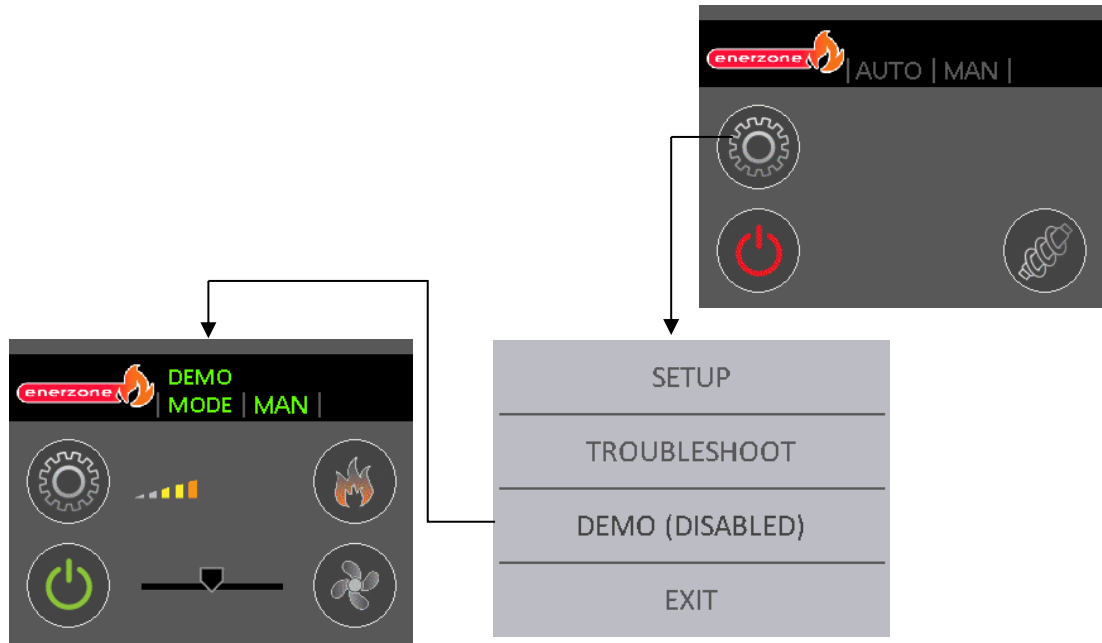 enerzone | AUTO | MAN |
enerzone | DEMO
MODE | MAN |
SETUP
TROUBLESHOOT
DEMO (DISABLED)
EXIT